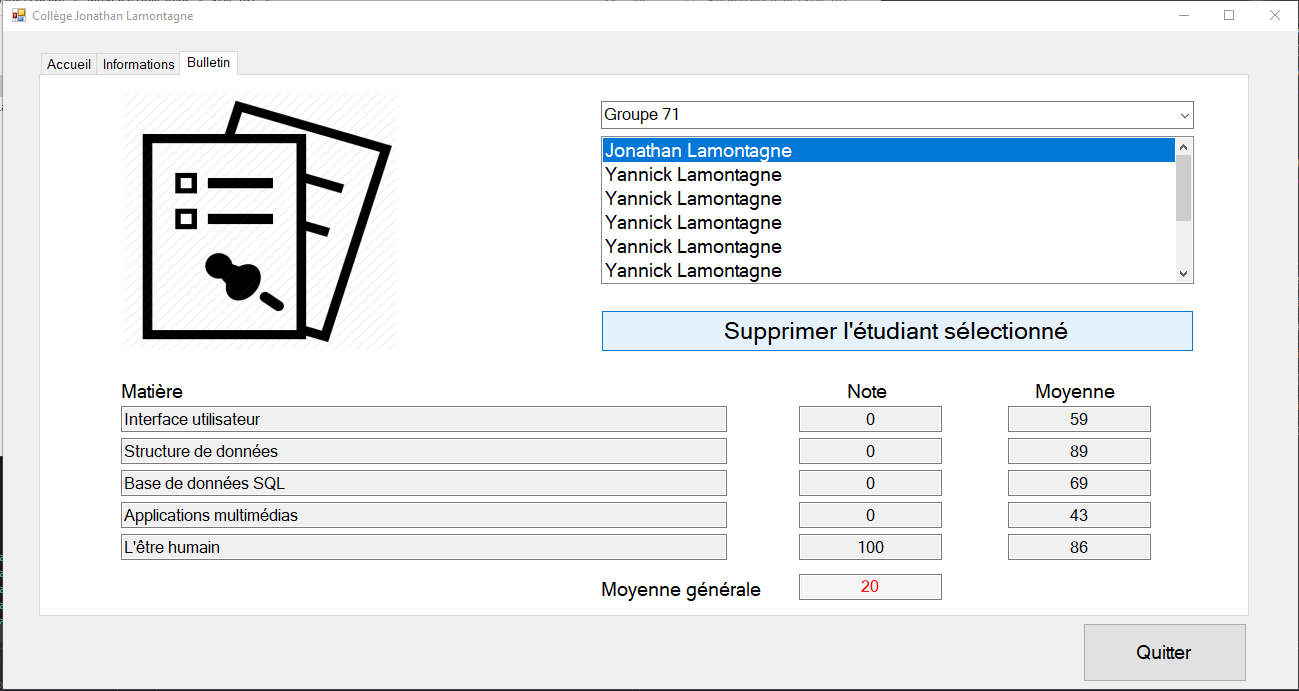 Collège Jonathan Lamontagne
Accueil Informations Bulletin
Groupe 71
Jonathan Lamontagne
Yannick Lamontagne
Yannick Lamontagne
Yannick Lamontagne
Yannick Lamontagne
Yannick Lamontagne
Supprimer l'étudiant sélectionné
Matière Note Moyenne
Interface utilisateur 0 59
Structure de données 0 89
Base de données SQL 0 69
Applications multimédias 0 43
L'être humain 100 86
Moyenne générale 20
Quitter